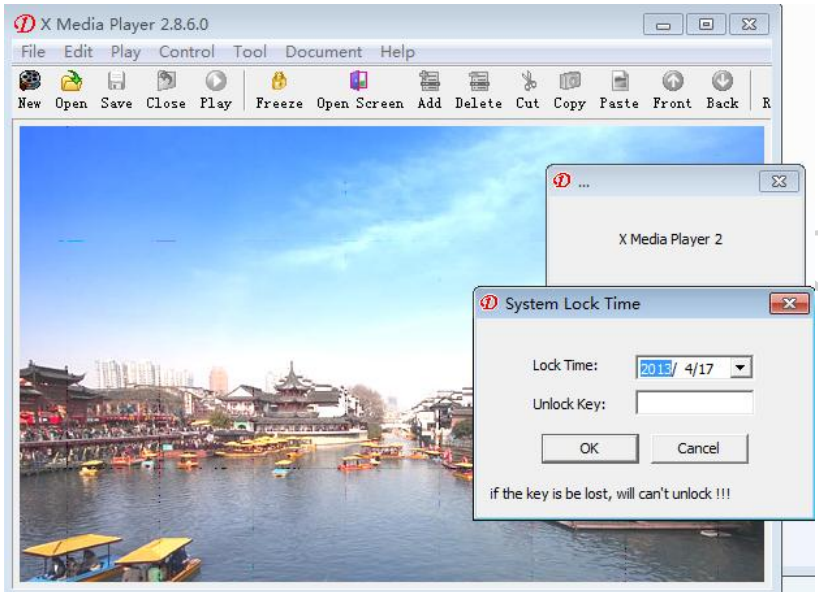 X Media Player 2.8.6.0
File Edit Play Control Tool Document Help
New Open Save Close Play Freeze Open Screen Add Delete Cut Copy Paste Front Back R
...
X Media Player 2
System Lock Time
Lock Time: 2013/ 4/17
Unlock Key:
OK Cancel
if the key is be lost, will can't unlock !!!